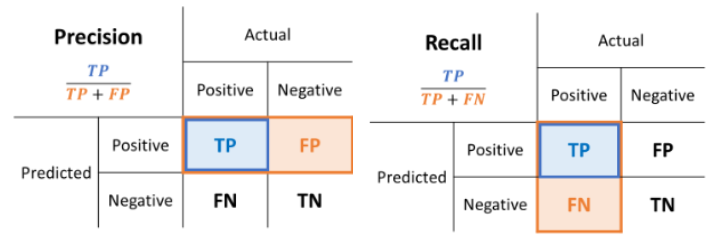 Precision
Actual
TP
TP + FP
Positive
Negative
Predicted
Positive
TP
FP
Negative
FN
TN
Recall
Actual
TP
TP + FN
Positive
Negative
Predicted
Positive
TP
FP
Negative
FN
TN